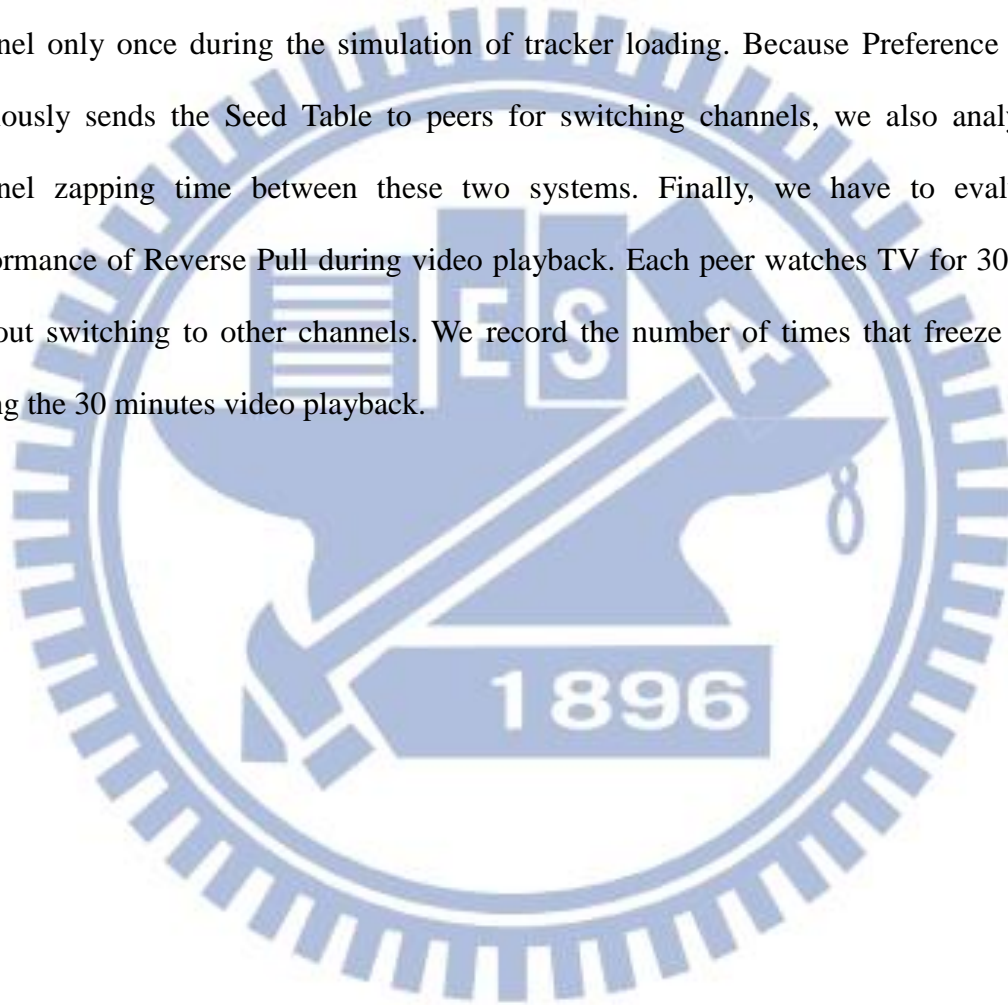 nel only once during the simulation of tracker loading. Because Preference
iously sends the Seed Table to peers for switching channels, we also analy
nel zapping time between these two systems. Finally, we have to eval
ormance of Reverse Pull during video playback. Each peer watches TV for 30
out switching to other channels. We record the number of times that freeze
ng the 30 minutes video playback.
E S A
1896